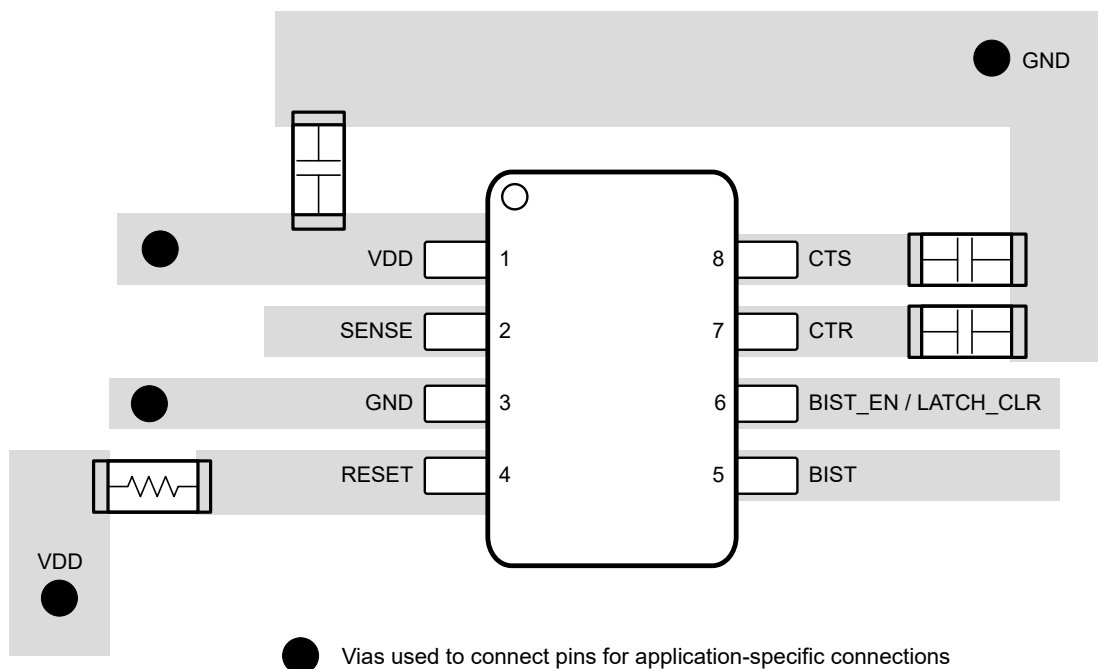 GND
VDD
1
8
CTS
SENSE
2
7
CTR
GND
3
6
BIST_EN / LATCH_CLR
RESET
4
5
BIST
VDD
Vias used to connect pins for application-specific connections